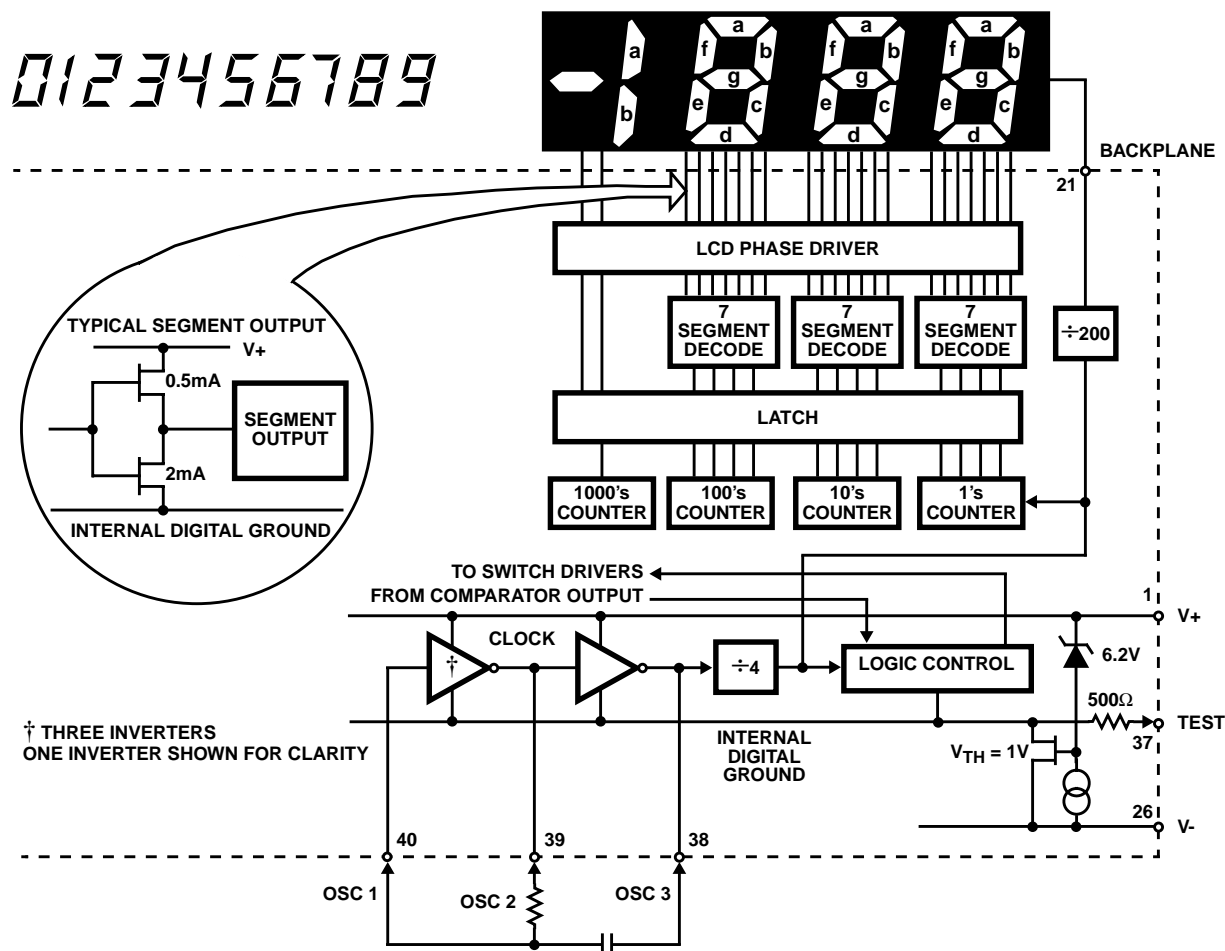 0123456789
a
b
a
f
b
g
e
c
d
a
f
b
g
e
c
d
a
f
b
g
e
c
d
BACKPLANE
21
LCD PHASE DRIVER
TYPICAL SEGMENT OUTPUT
V+
0.5mA
SEGMENT
OUTPUT
2mA
INTERNAL DIGITAL GROUND
7
SEGMENT
DECODE
7
SEGMENT
DECODE
7
SEGMENT
DECODE
÷200
LATCH
1000's
COUNTER
100's
COUNTER
10's
COUNTER
1's
COUNTER
TO SWITCH DRIVERS
FROM COMPARATOR OUTPUT
1
V+
CLOCK
†
÷4
LOGIC CONTROL
6.2V
500Ω
TEST
37
† THREE INVERTERS
ONE INVERTER SHOWN FOR CLARITY
INTERNAL
DIGITAL
GROUND
VTH = 1V
26
V-
40
39
38
OSC 1
OSC 2
OSC 3